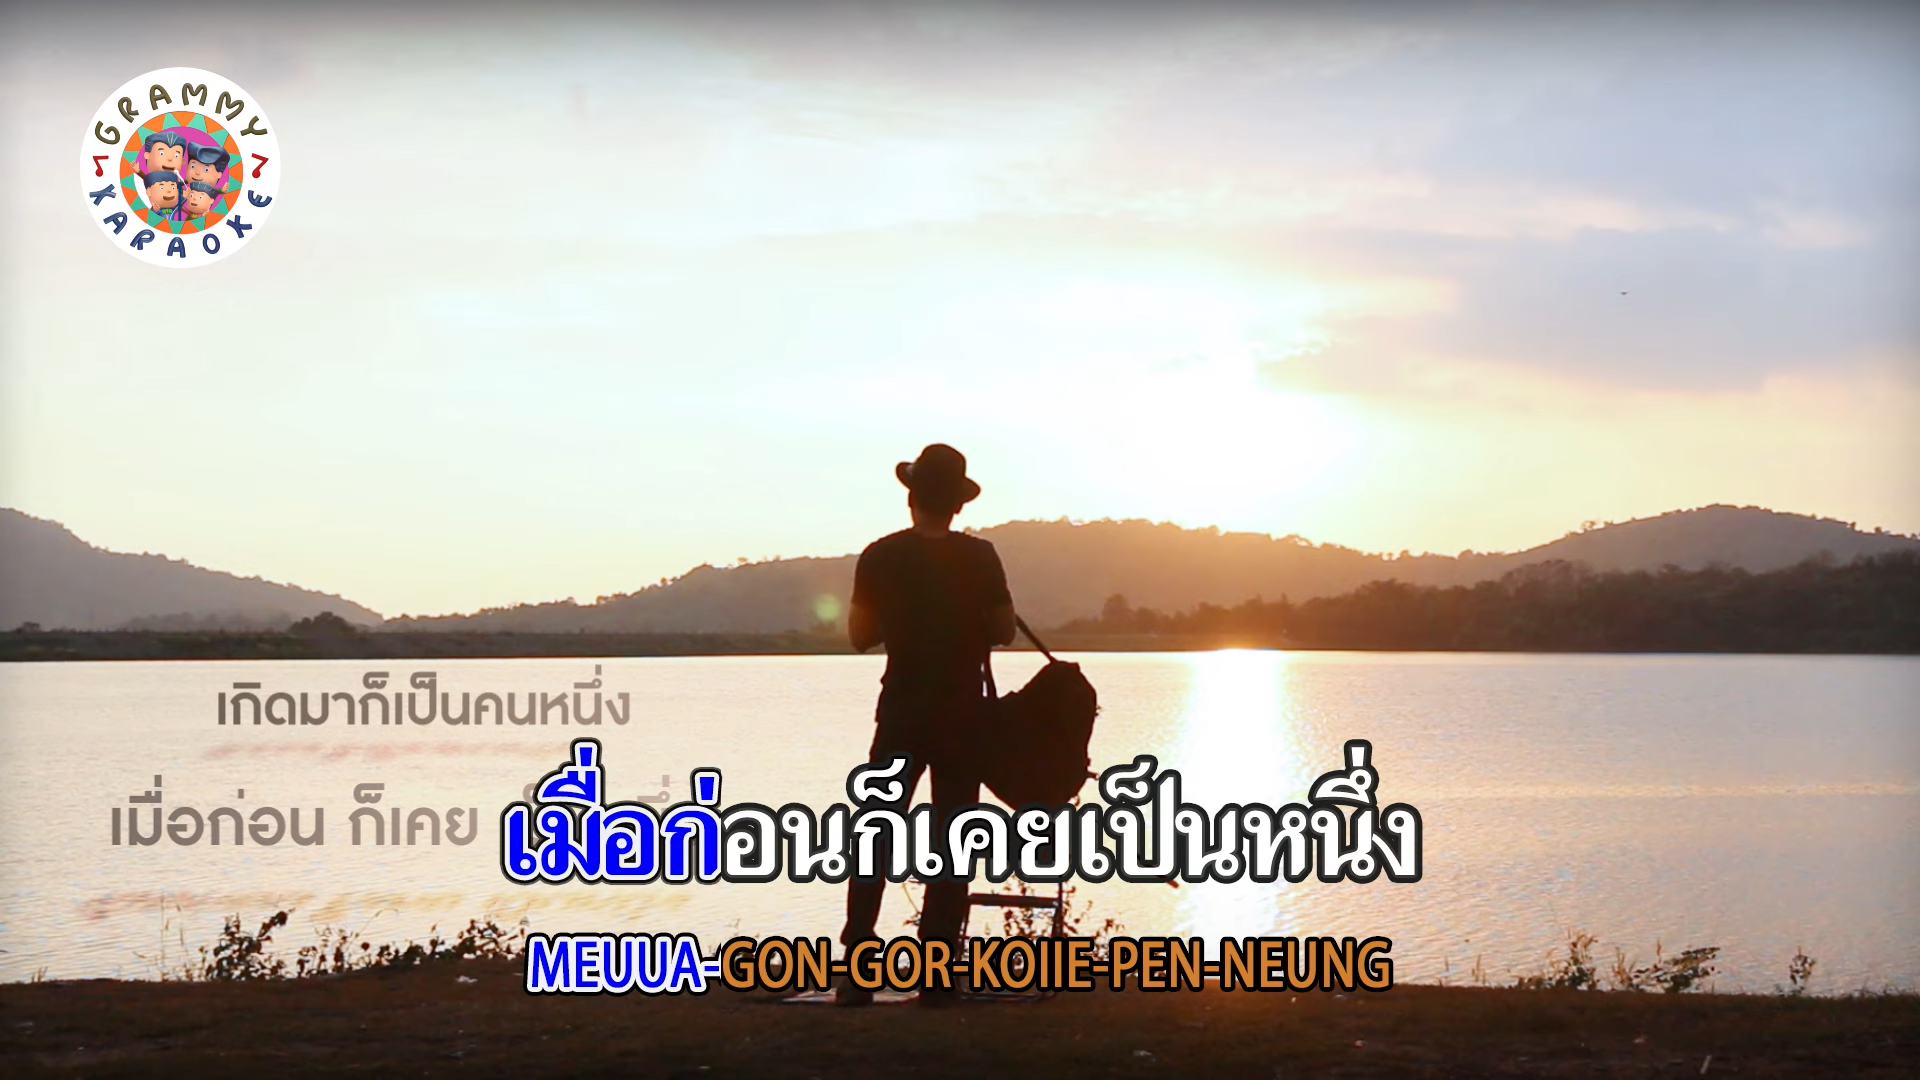 GRAMMY
KARAOKE
เกิดมาก็เป็นคนหนึ่ง
เมื่อก่อน ก็เคย
เมื่อก่อนก็เคยเป็นหนึ่ง
MEUUA-GON-GOR-KOIIE-PEN-NEUNG